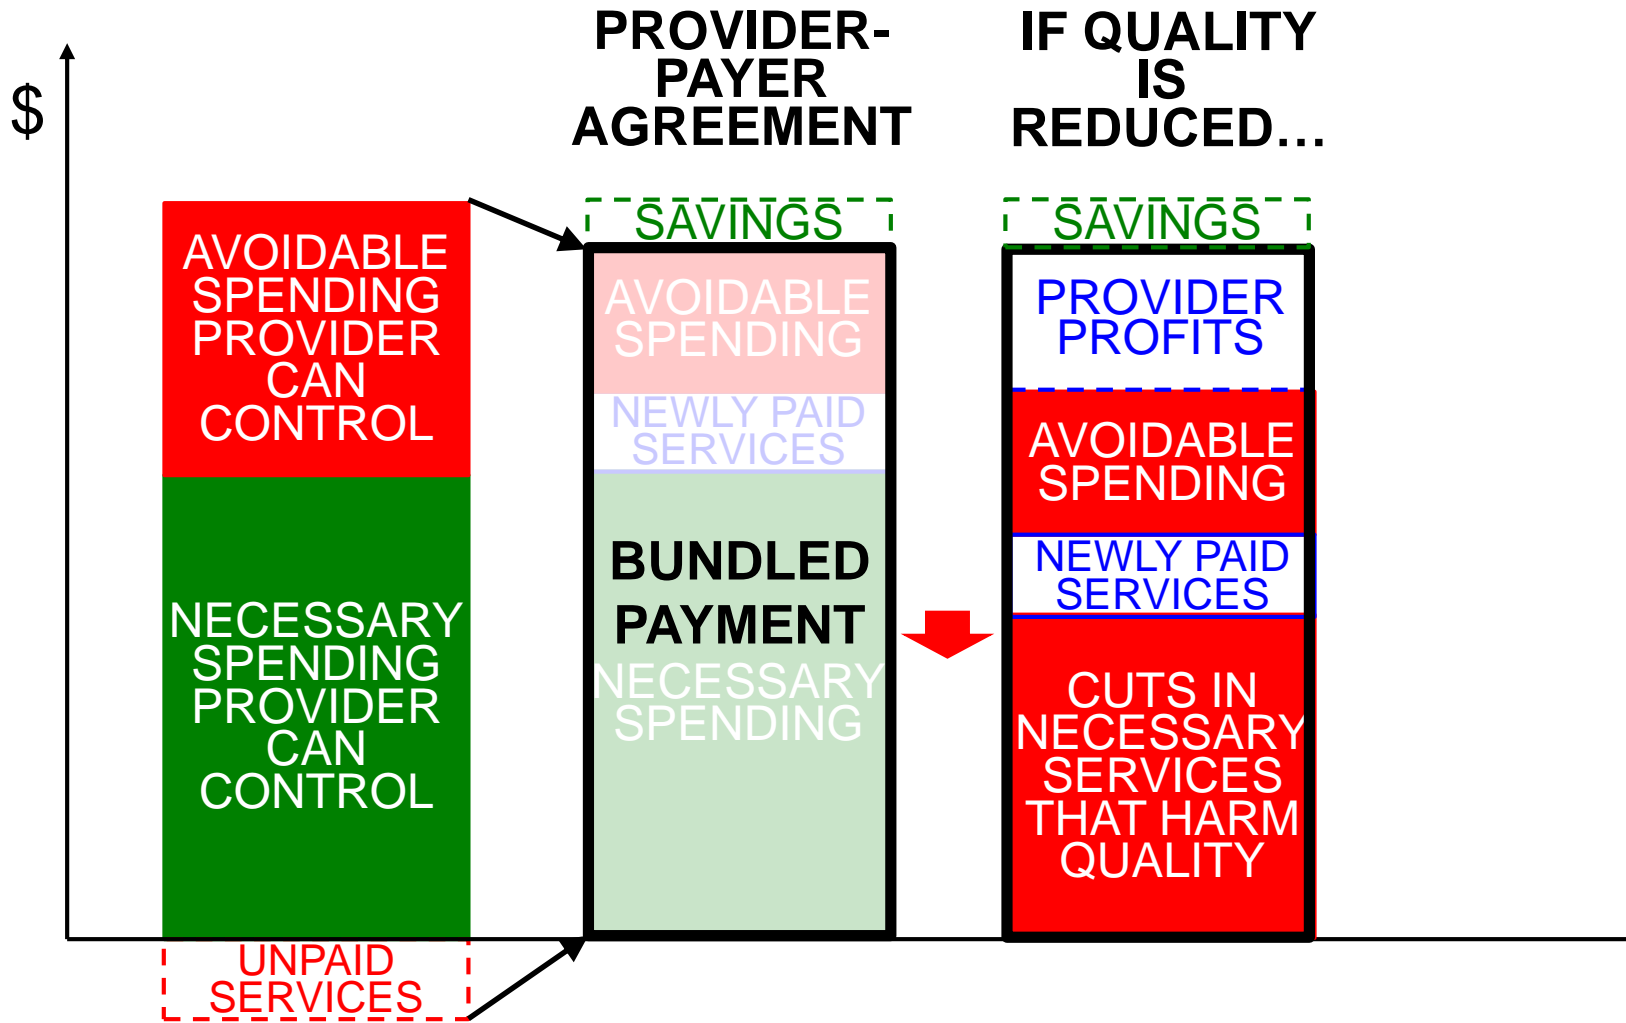 $
PROVIDER-
PAYER
AGREEMENT
IF QUALITY
IS
REDUCED…
AVOIDABLE
SPENDING
PROVIDER
CAN
CONTROL
NECESSARY
SPENDING
PROVIDER
CAN
CONTROL
UNPAID
SERVICES
SAVINGS
AVOIDABLE
SPENDING
NEWLY PAID
SERVICES
BUNDLED
PAYMENT
NECESSARY
SPENDING
SAVINGS
PROVIDER
PROFITS
AVOIDABLE
SPENDING
NEWLY PAID
SERVICES
CUTS IN
NECESSARY
SERVICES
THAT HARM
QUALITY